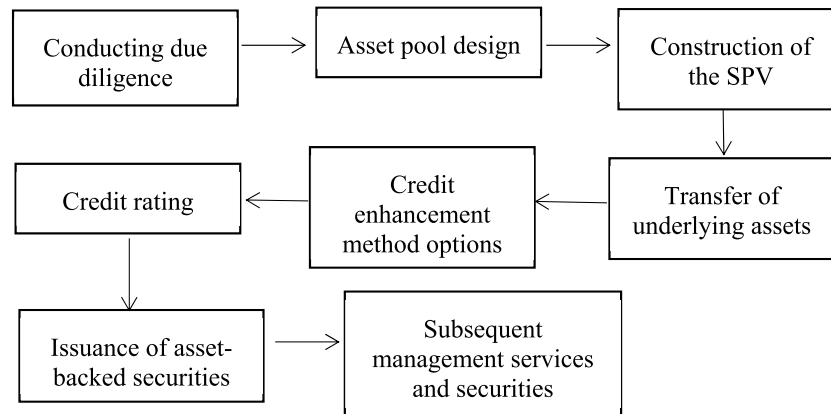 Conducting due
diligence
Asset pool design
Construction of
the SPV
Transfer of
underlying assets
Credit
enhancement
method options
Credit rating
Issuance of asset-
backed securities
Subsequent
management services
and securities